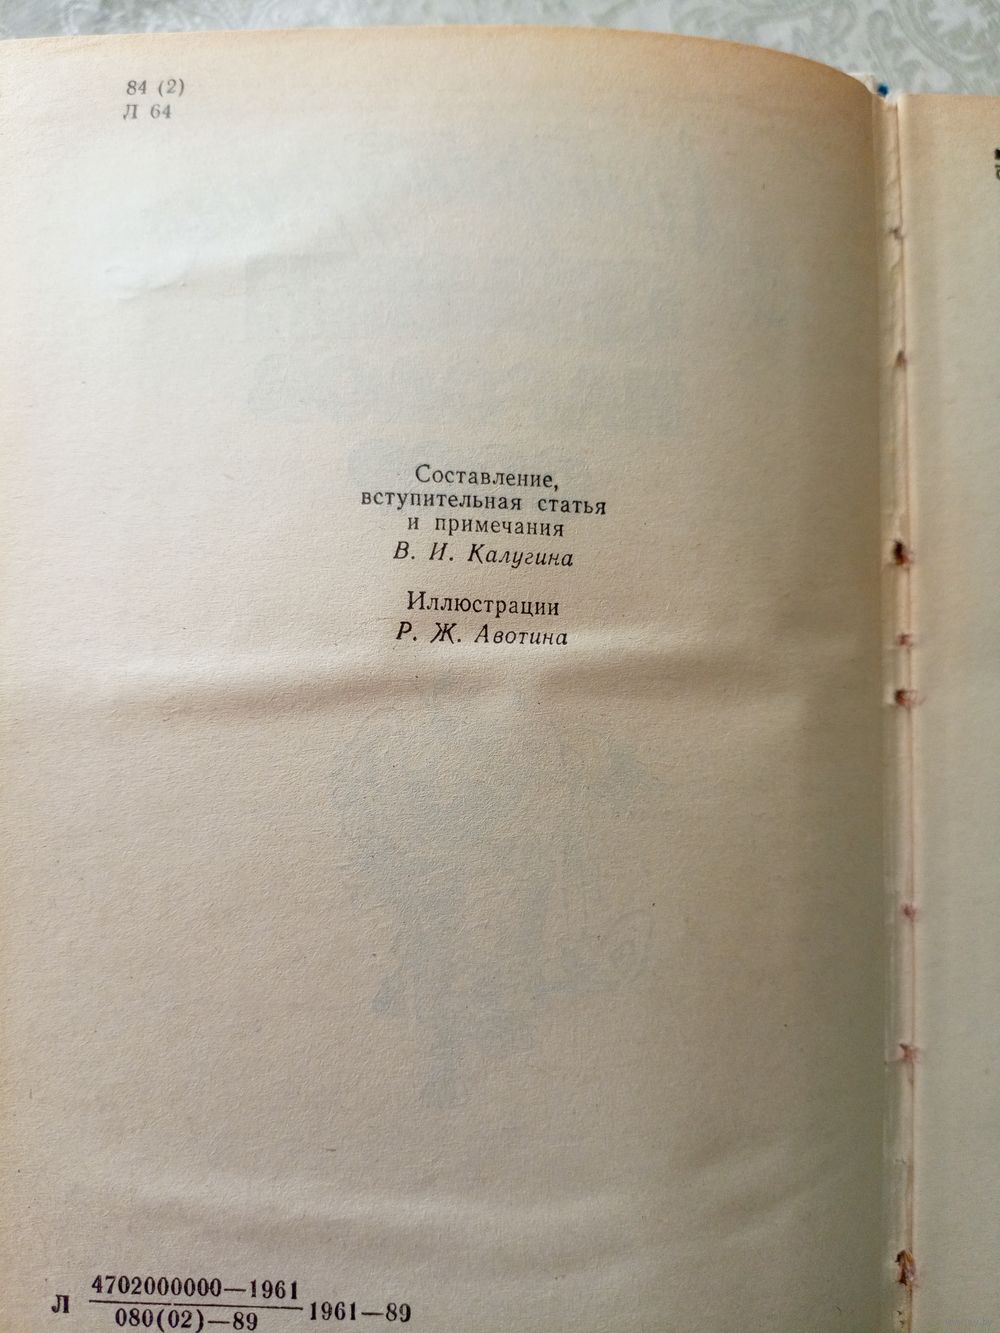 84 (2)
Л 64
Составление,
вступительная статья
и примечания
В. И. Калугина
Иллюстрации
Р. Ж. Авотина
4702000000—1961
Л 1961—89
080(02)—89